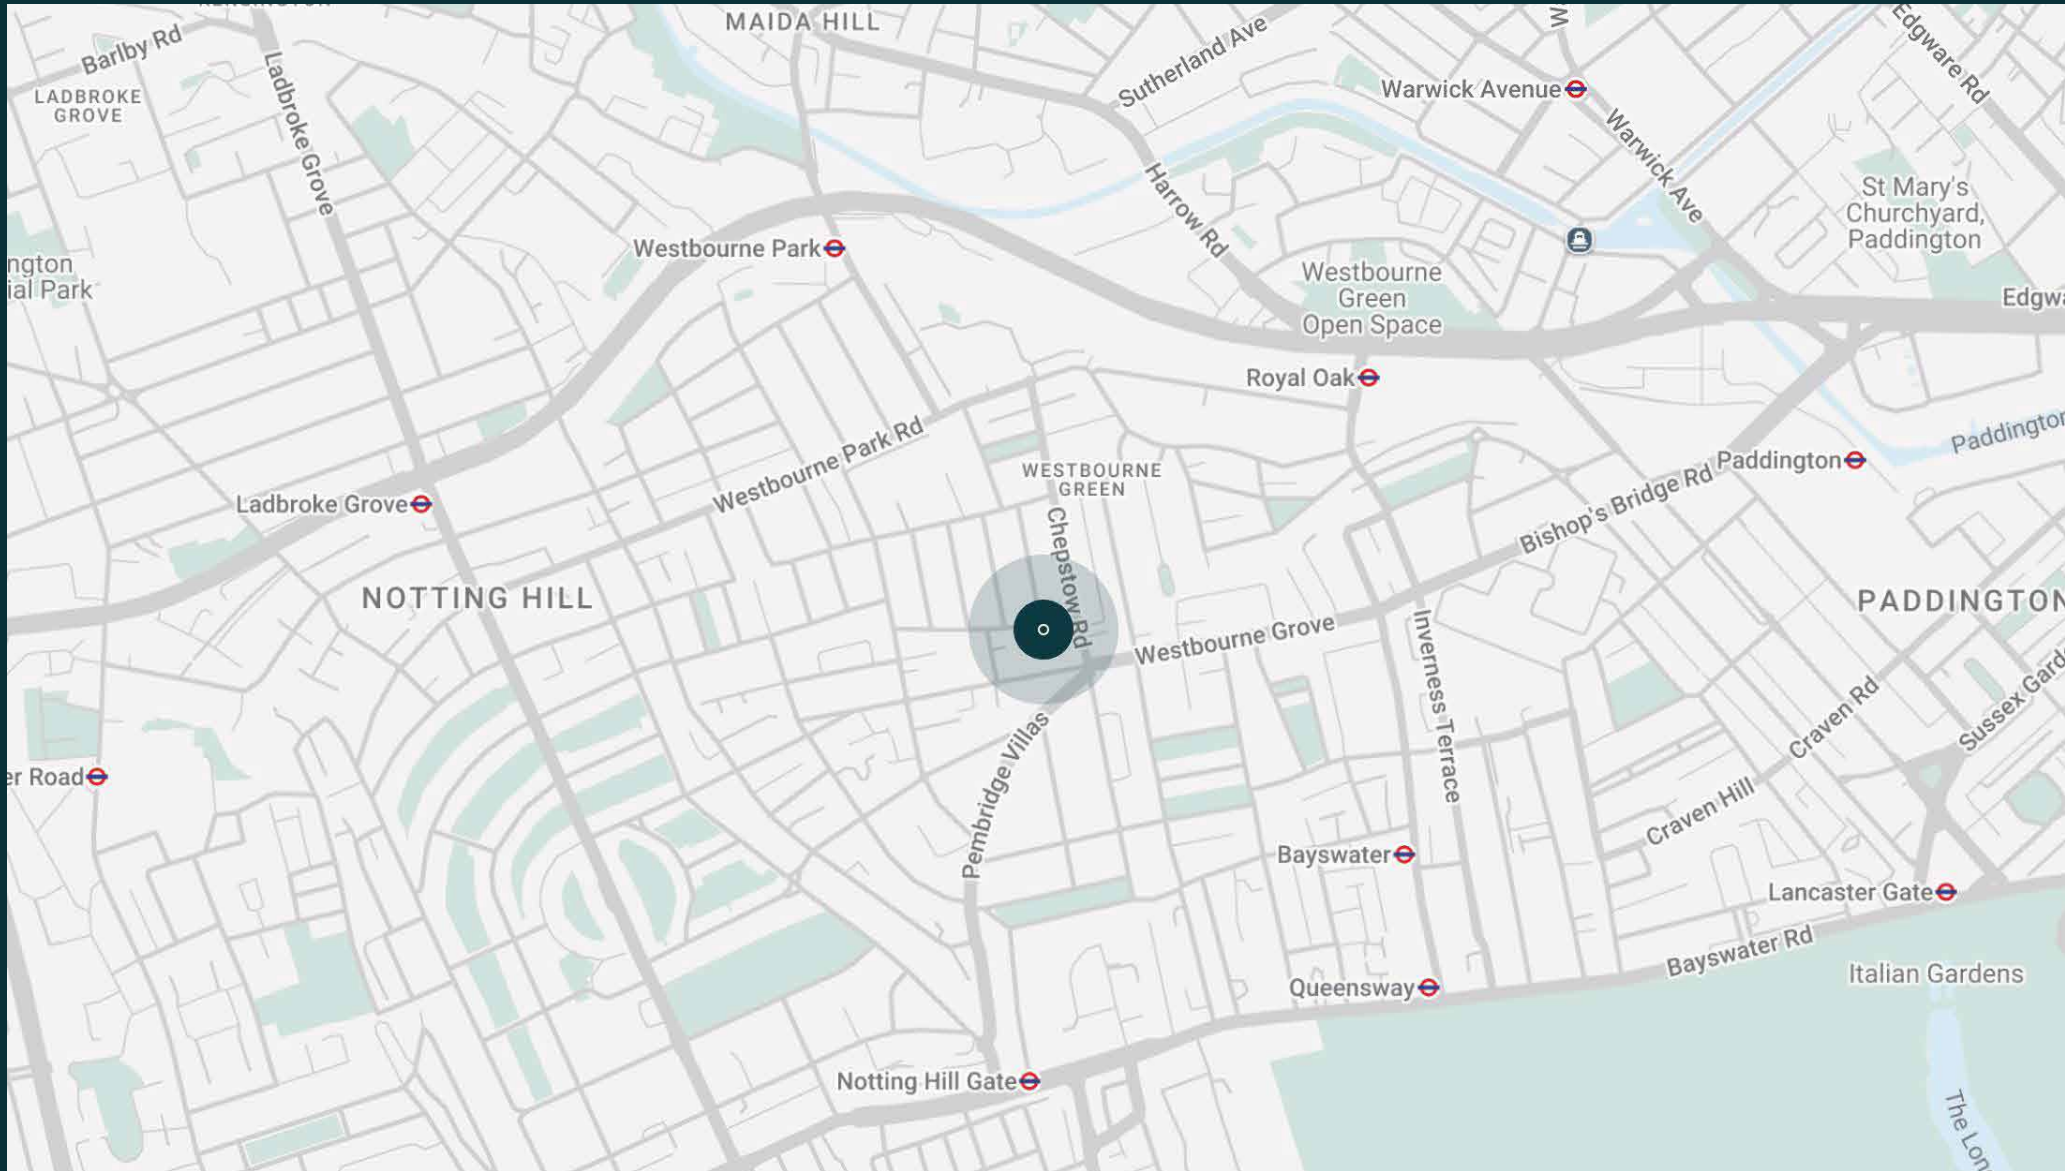 MAIDA HILL
Barlby Rd
LADBROKE
GROVE
Ladbroke Grove
Sutherland Ave
Warwick Avenue
Edgware Rd
Warwick Ave
Harrow Rd
St Mary's
Churchyard,
Paddington
Westbourne Park
ngton
ial Park
Westbourne
Green
Open Space
Edgwa
Royal Oak
Westbourne Park Rd
WESTBOURNE
GREEN
Paddington
Paddington
Bishop's Bridge Rd
Ladbroke Grove
Chepstow Rd
NOTTING HILL
PADDINGTON
Westbourne Grove
Inverness Terrace
Craven Rd
Sussex Gard
er Road
Pembridge Villas
Craven Hill
Bayswater
Lancaster Gate
Bayswater Rd
Italian Gardens
Queensway
Notting Hill Gate
The Lon